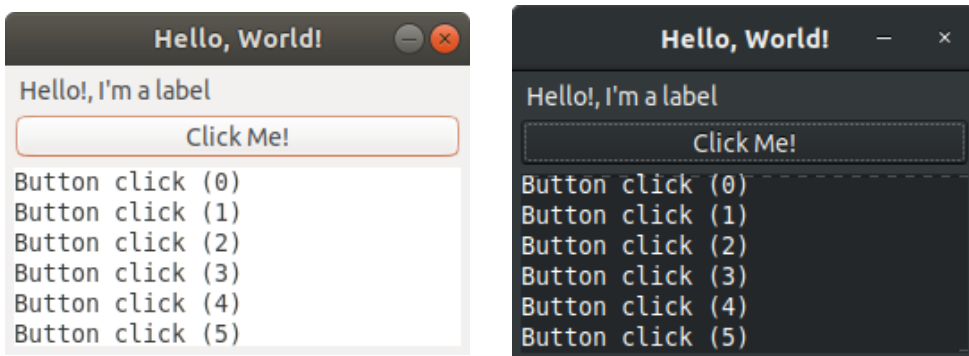 Hello, World!
Hello!, I'm a label
Click Me!
Button click (0)
Button click (1)
Button click (2)
Button click (3)
Button click (4)
Button click (5)
Hello, World!
Hello!, I'm a label
Click Me!
Button click (0)
Button click (1)
Button click (2)
Button click (3)
Button click (4)
Button click (5)